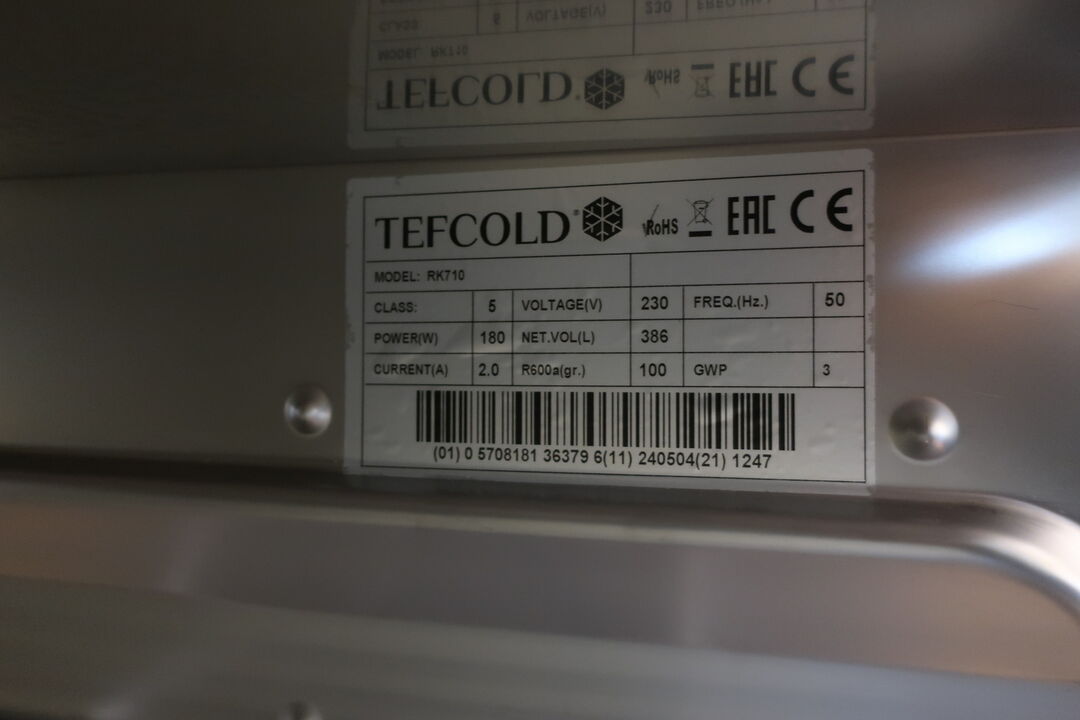 TEFCOLD RoHS EAC CE
MODEL: RK710
CLASS: 5 VOLTAGE(V) 230 FREQ.(Hz.) 50
POWER(W) 180 NET.VOL(L) 386
CURRENT(A) 2.0 R600a(gr.) 100 GWP 3
(01) 0 5708181 36379 6(11) 240504(21) 1247